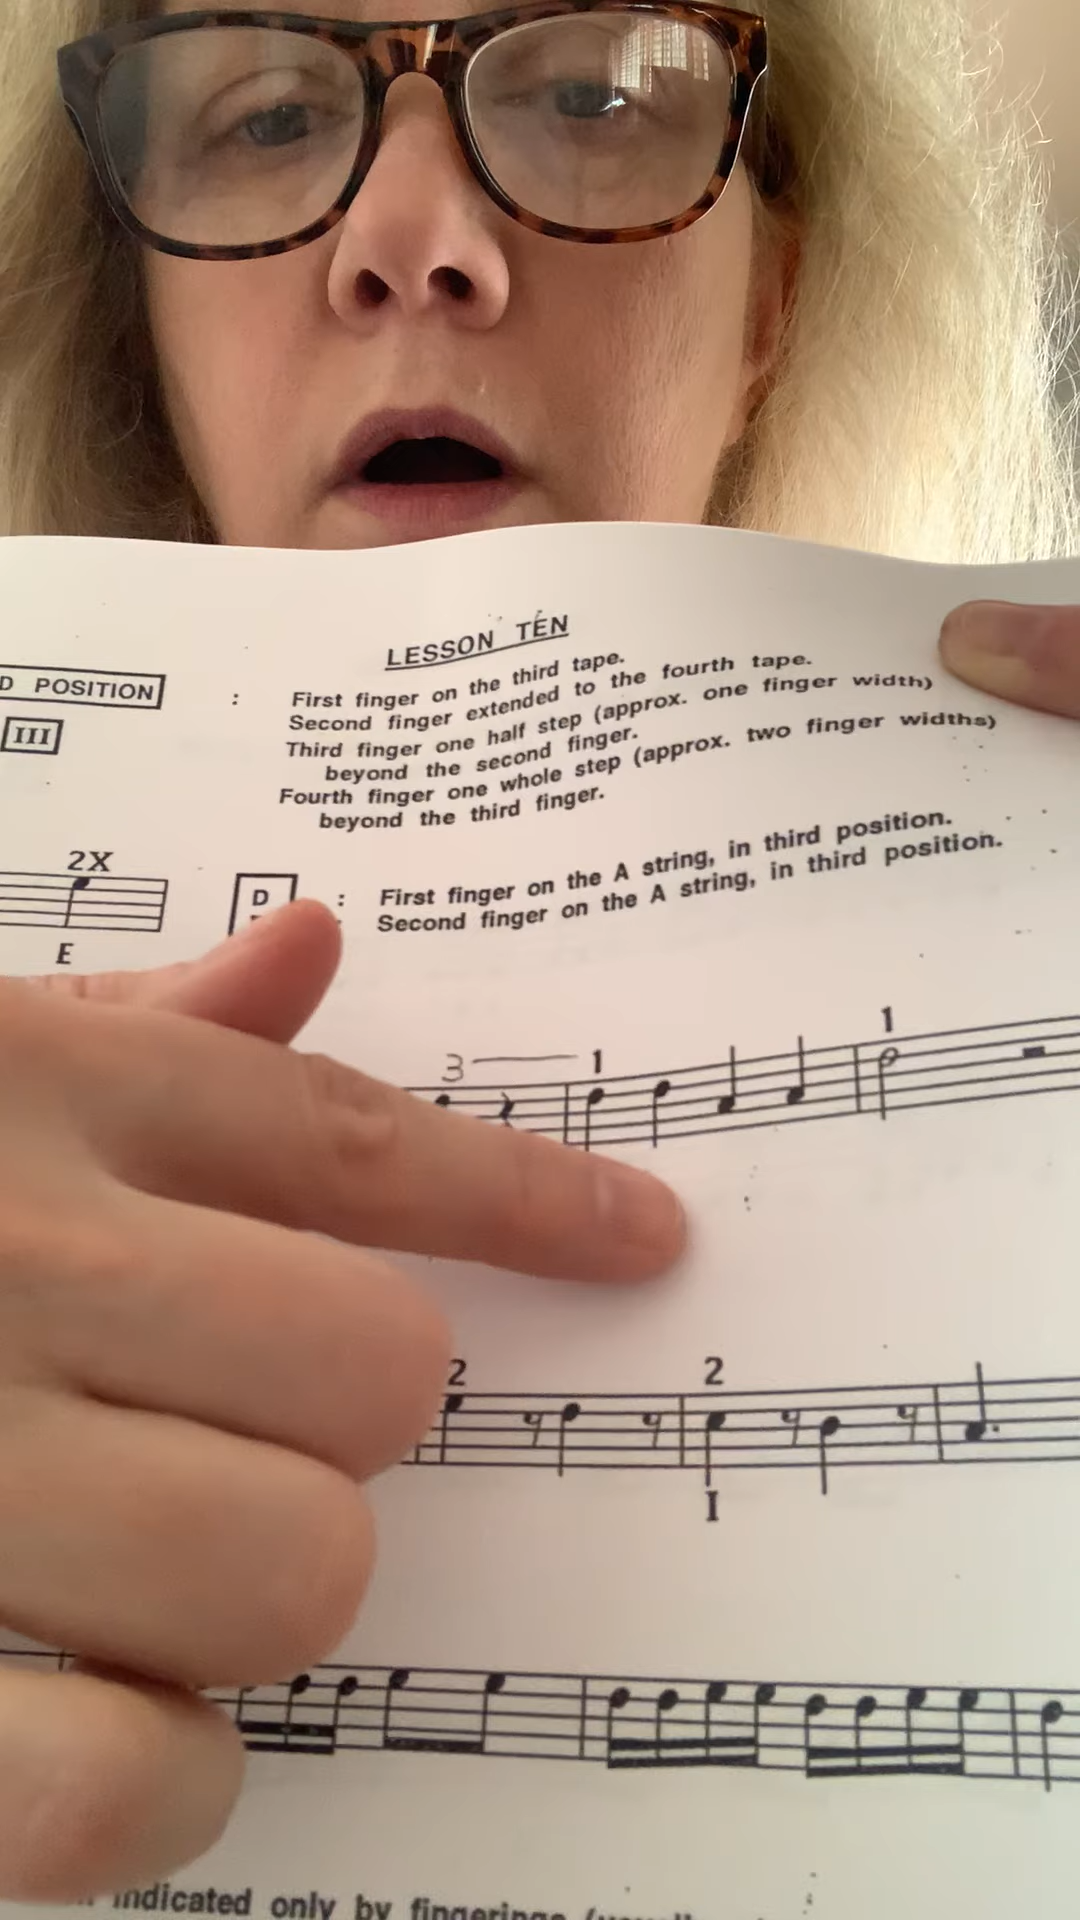 LESSON TEN
D POSITION : First finger on the third tape.
III
Second finger extended to the fourth tape.
Third finger one half step (approx. one finger width)
beyond the second finger.
Fourth finger one whole step (approx. two finger widths)
beyond the third finger.
2X
D : First finger on the A string, in third position.
Second finger on the A string, in third position.
E
3 1 1
2 2
I
indicated only by fingerings